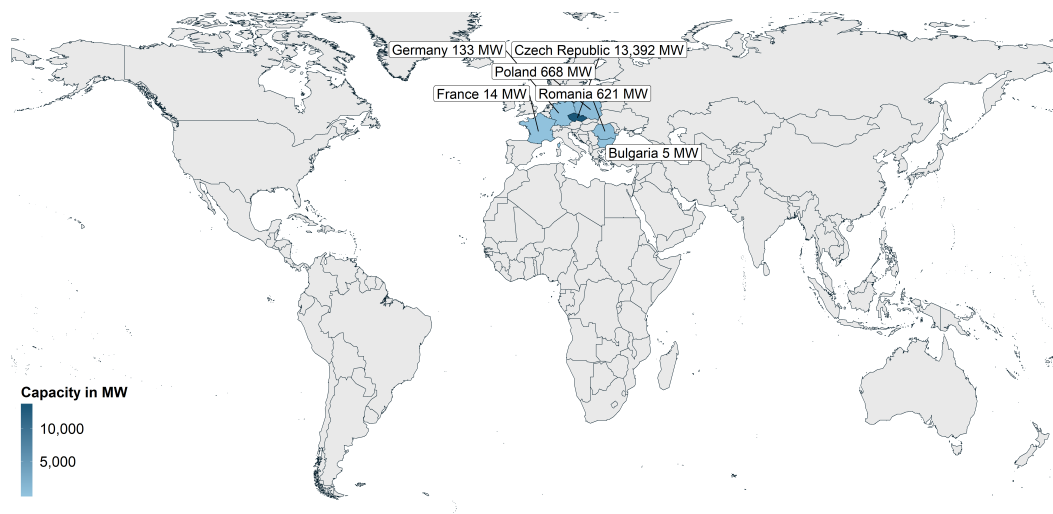 Germany 133 MW
Czech Republic 13,392 MW
Poland 668 MW
France 14 MW
Romania 621 MW
Bulgaria 5 MW
Capacity in MW
10,000
5,000